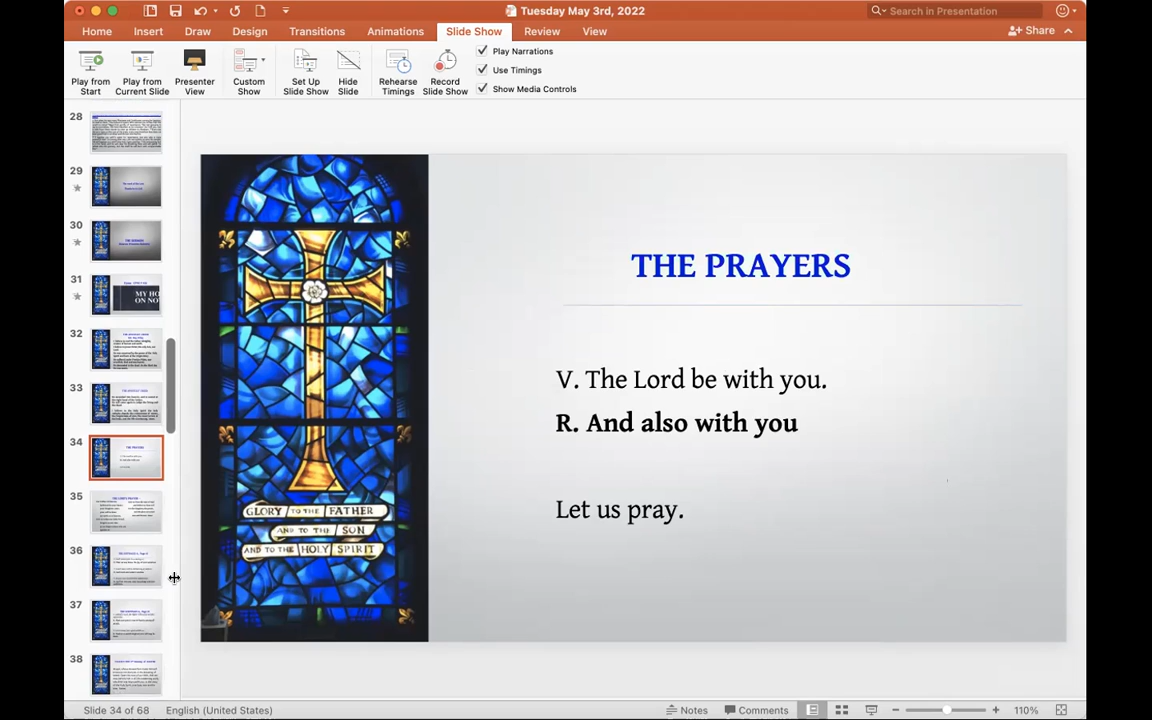 Tuesday May 3rd, 2022
Search in Presentation
Home Insert Draw Design Transitions Animations Slide Show Review View Share
Play from Start
Play from Current Slide
Presenter View
Custom Show
Set Up Slide Show
Hide Slide
Rehearse Timings
Record Slide Show
Play Narrations
Use Timings
Show Media Controls
28
29
30
31
MY HO
ON NO
32
33
34
35
36
37
38
THE PRAYERS
V. The Lord be with you.
R. And also with you
Let us pray.
GLORY TO THE FATHER
AND TO THE SON
AND TO THE HOLY SPIRIT
Slide 34 of 68 English (United States) Notes Comments 110%